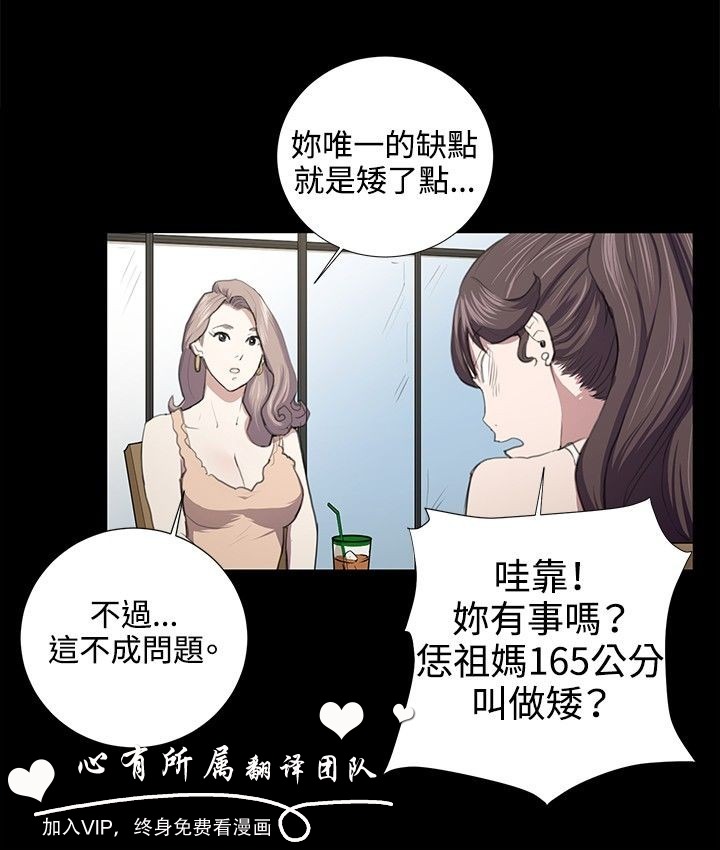 妳唯一的缺點
就是矮了點...
不過...
這不成問題。
哇靠！
妳有事嗎？
恁祖媽165公分
叫做矮？
心有所属翻译团队
加入VIP，终身免费看漫画